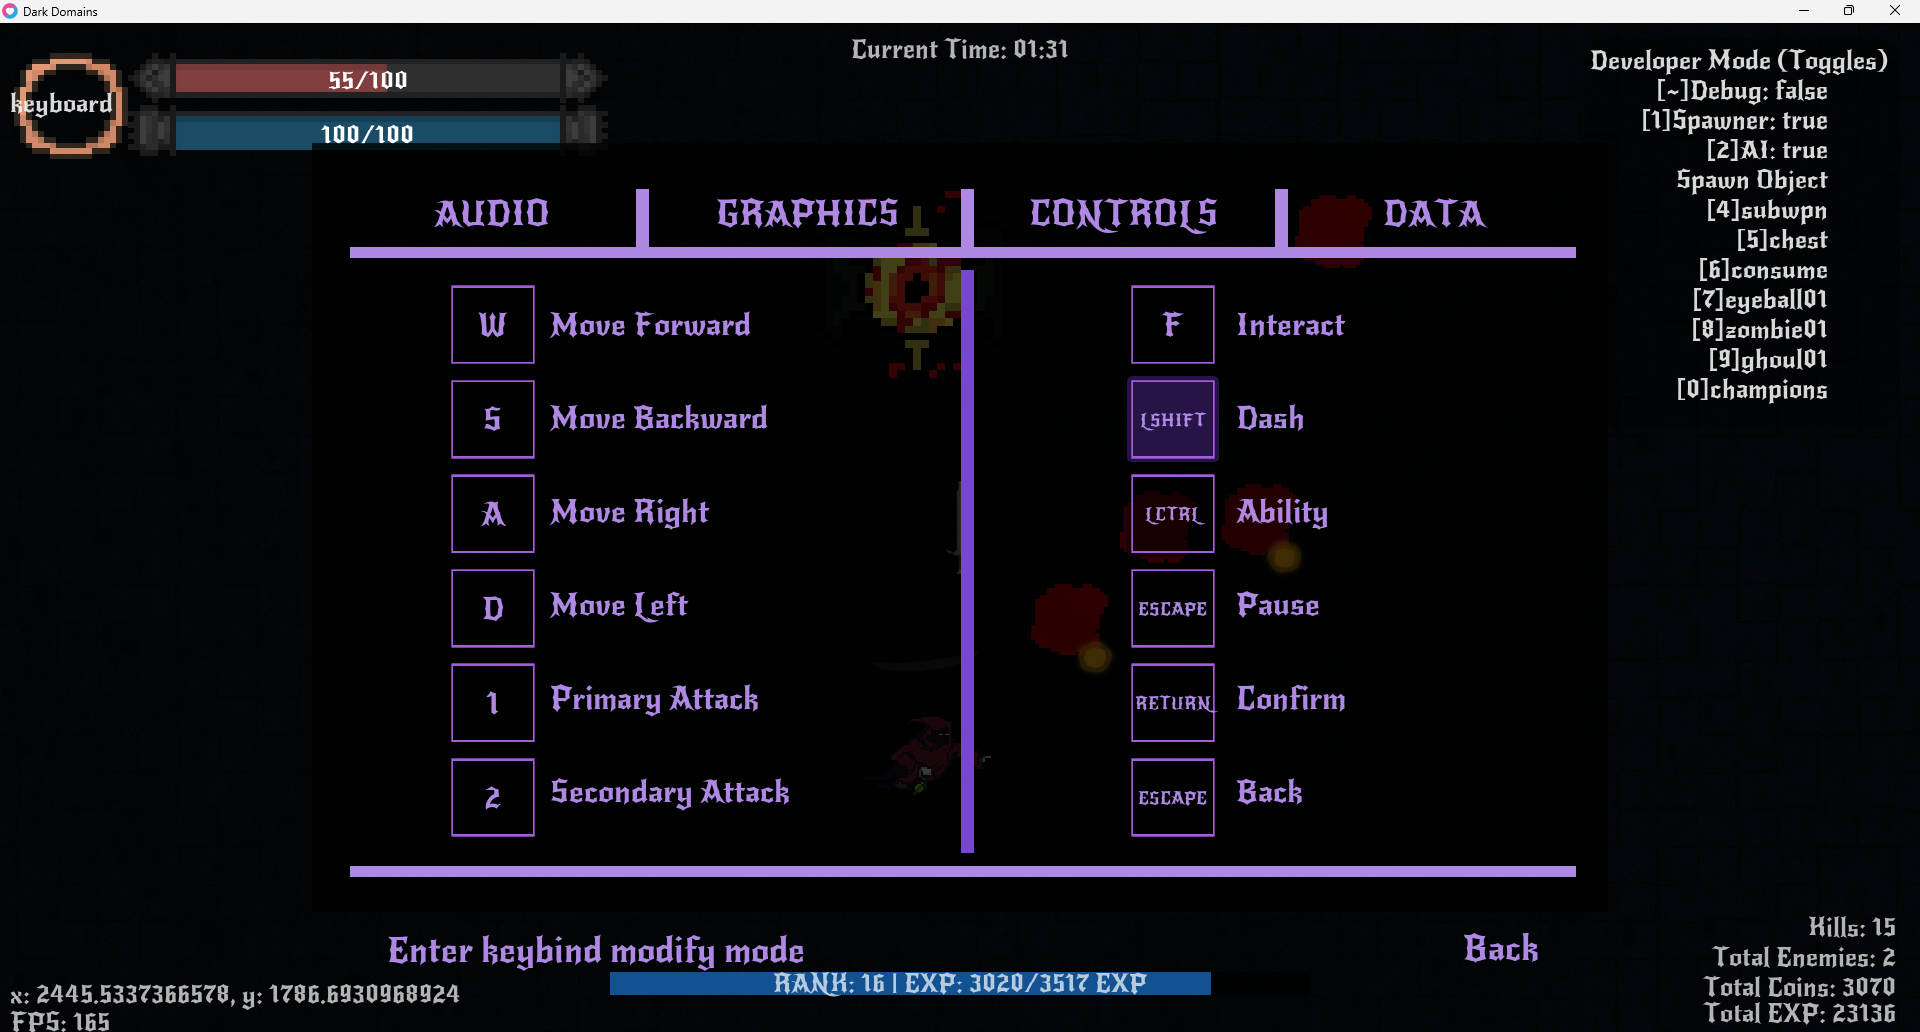 Dark Domains
keyboard
55/100
100/100
Current Time: 01:31
Developer Mode (Toggles)
[~]Debug: false
[1]Spawner: true
[2]AI: true
Spawn Object
[4]subwpn
[5]chest
[6]consume
[7]eyeball01
[8]zombie01
[9]ghoul01
[0]champions
AUDIO
GRAPHICS
CONTROLS
DATA
W Move Forward
S Move Backward
A Move Right
D Move Left
1 Primary Attack
2 Secondary Attack
F Interact
LSHIFT Dash
LCTRL Ability
ESCAPE Pause
RETURN Confirm
ESCAPE Back
Enter keybind modify mode
Back
RANK: 16 | EXP: 3020/3517 EXP
x: 2445.5337366578, y: 1786.6930968924
FPS: 165
Kills: 15
Total Enemies: 2
Total Coins: 3070
Total EXP: 23136